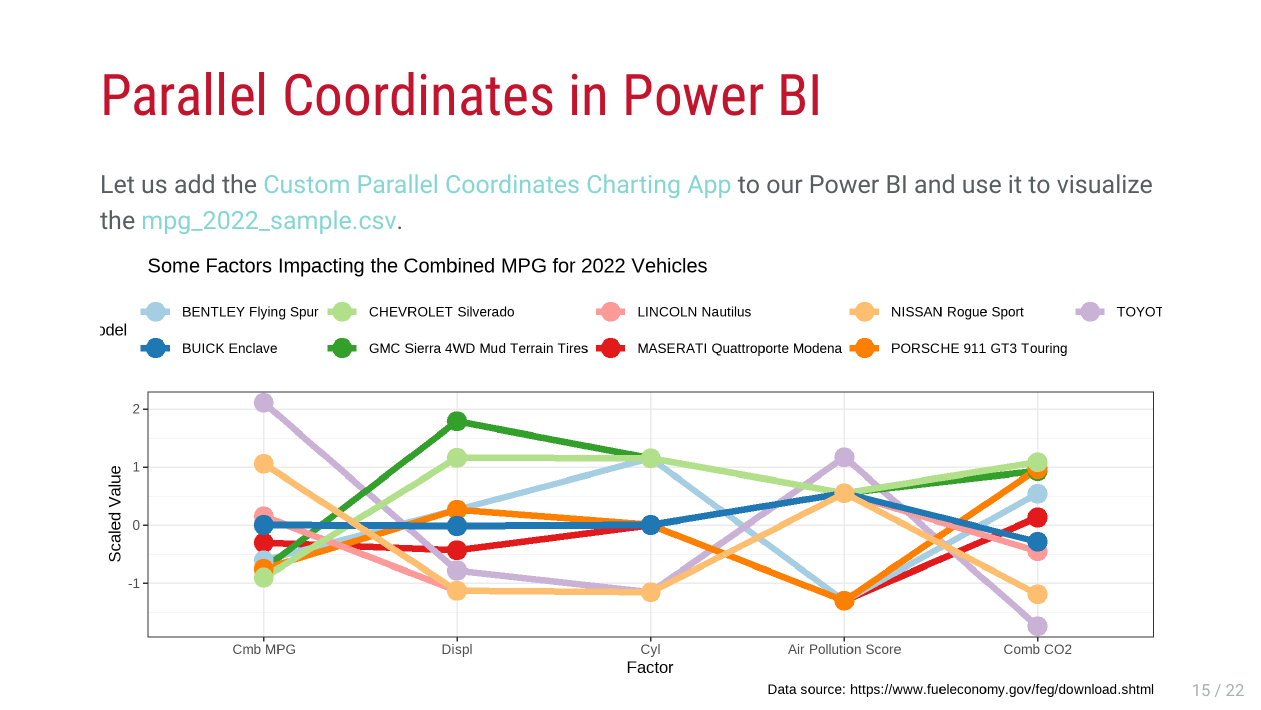 Parallel Coordinates in Power BI
Let us add the Custom Parallel Coordinates Charting App to our Power BI and use it to visualize
the mpg_2022_sample.csv.
Some Factors Impacting the Combined MPG for 2022 Vehicles
BENTLEY Flying Spur CHEVROLET Silverado LINCOLN Nautilus NISSAN Rogue Sport TOYOT
odel
BUICK Enclave GMC Sierra 4WD Mud Terrain Tires MASERATI Quattroporte Modena PORSCHE 911 GT3 Touring
2
1
0
-1
Scaled Value
Cmb MPG Displ Cyl Air Pollution Score Comb CO2
Factor
Data source: https://www.fueleconomy.gov/feg/download.shtml
15 / 22